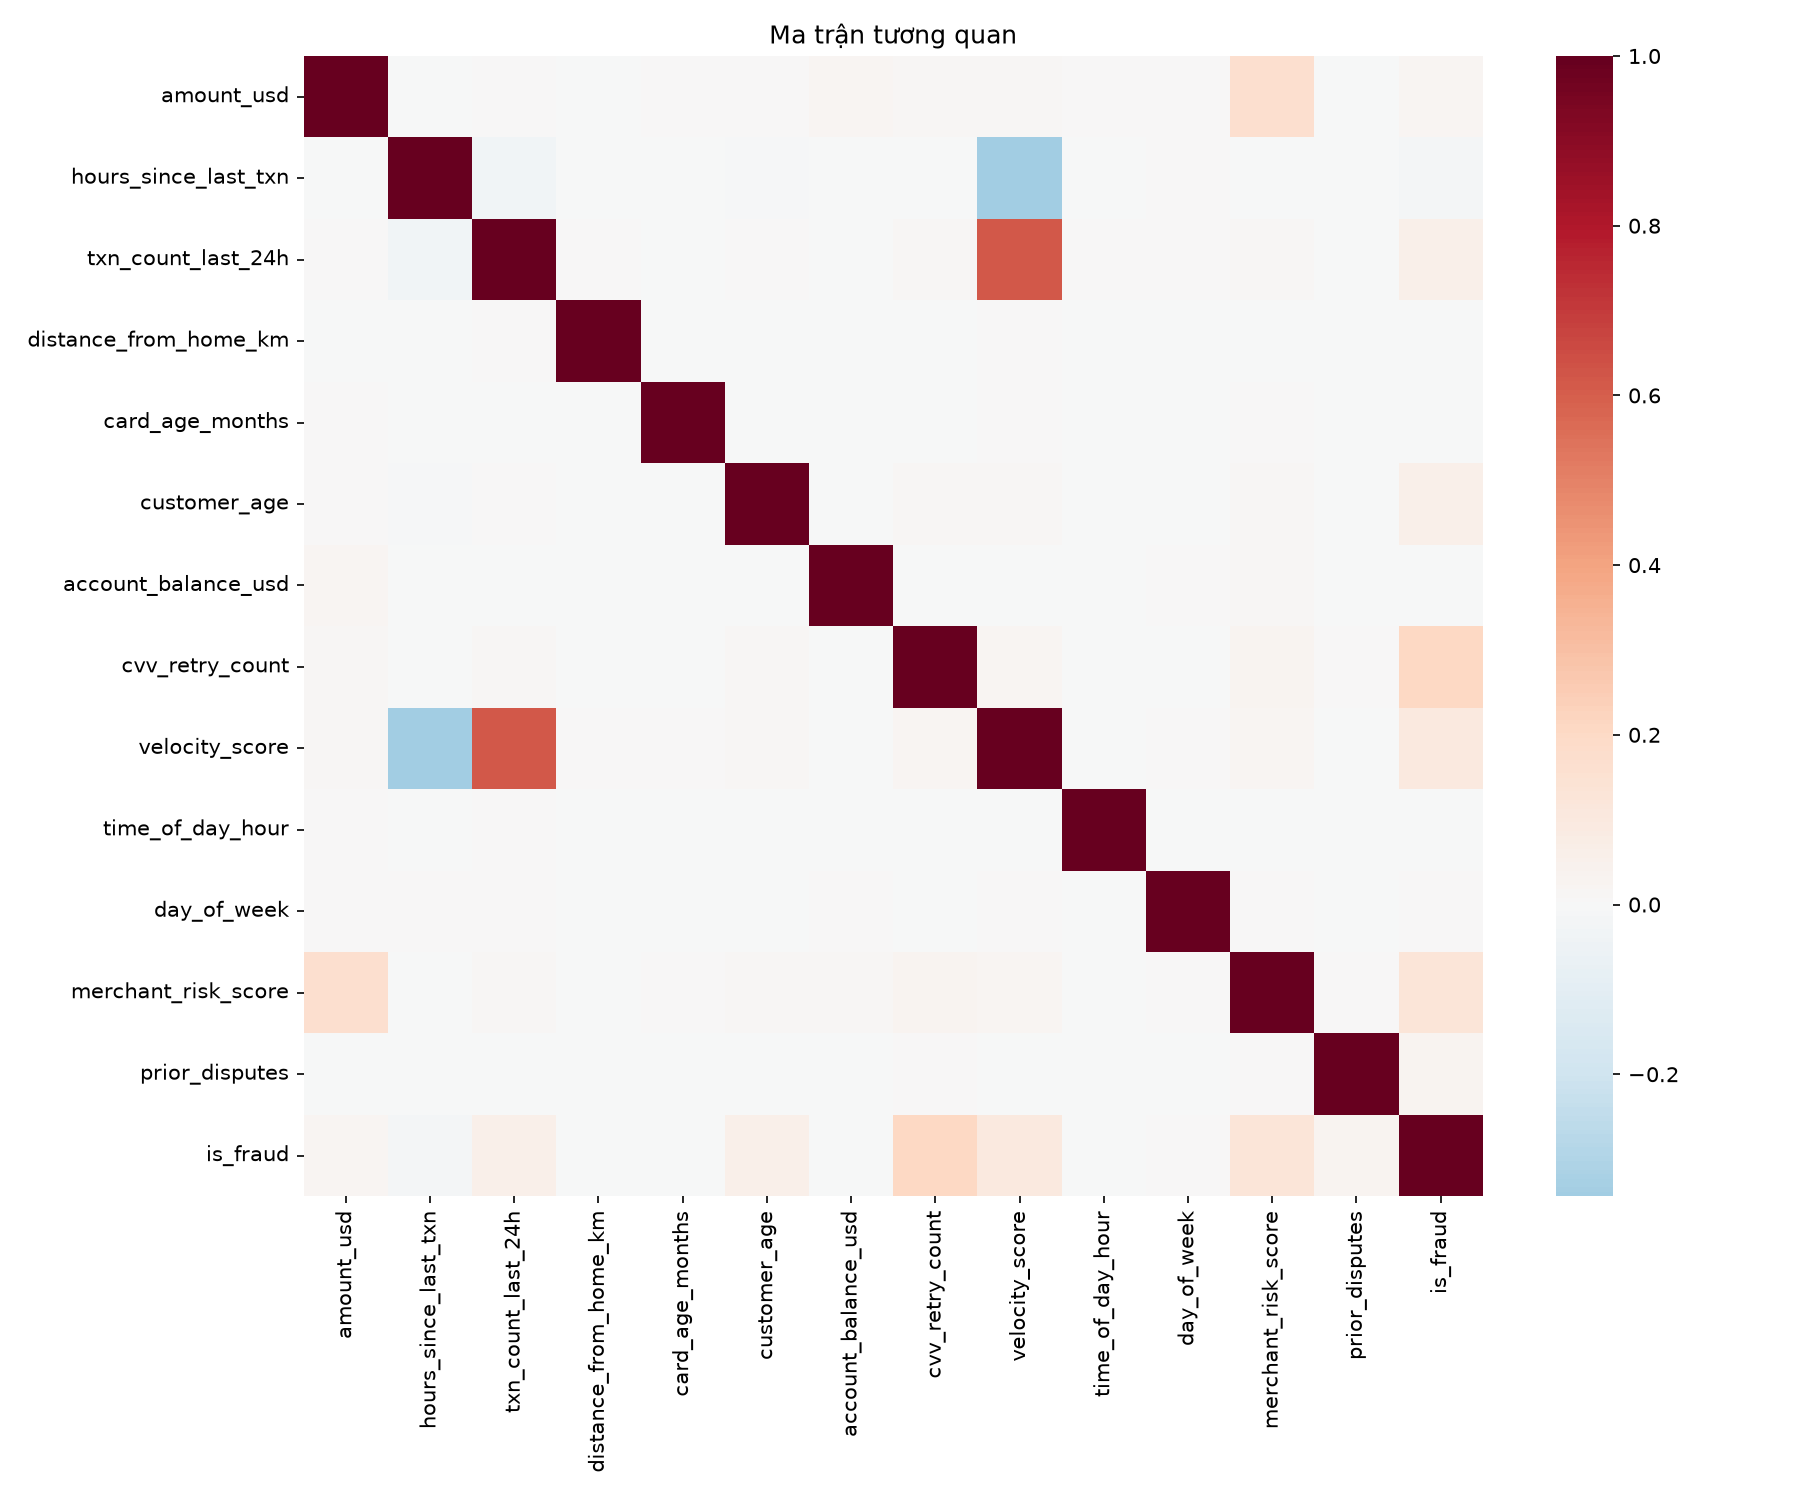 Ma trận tương quan
amount_usd
hours_since_last_txn
txn_count_last_24h
distance_from_home_km
card_age_months
customer_age
account_balance_usd
cvv_retry_count
velocity_score
time_of_day_hour
day_of_week
merchant_risk_score
prior_disputes
is_fraud
amount_usd
hours_since_last_txn
txn_count_last_24h
distance_from_home_km
card_age_months
customer_age
account_balance_usd
cvv_retry_count
velocity_score
time_of_day_hour
day_of_week
merchant_risk_score
prior_disputes
is_fraud
1.0
0.8
0.6
0.4
0.2
0.0
−0.2